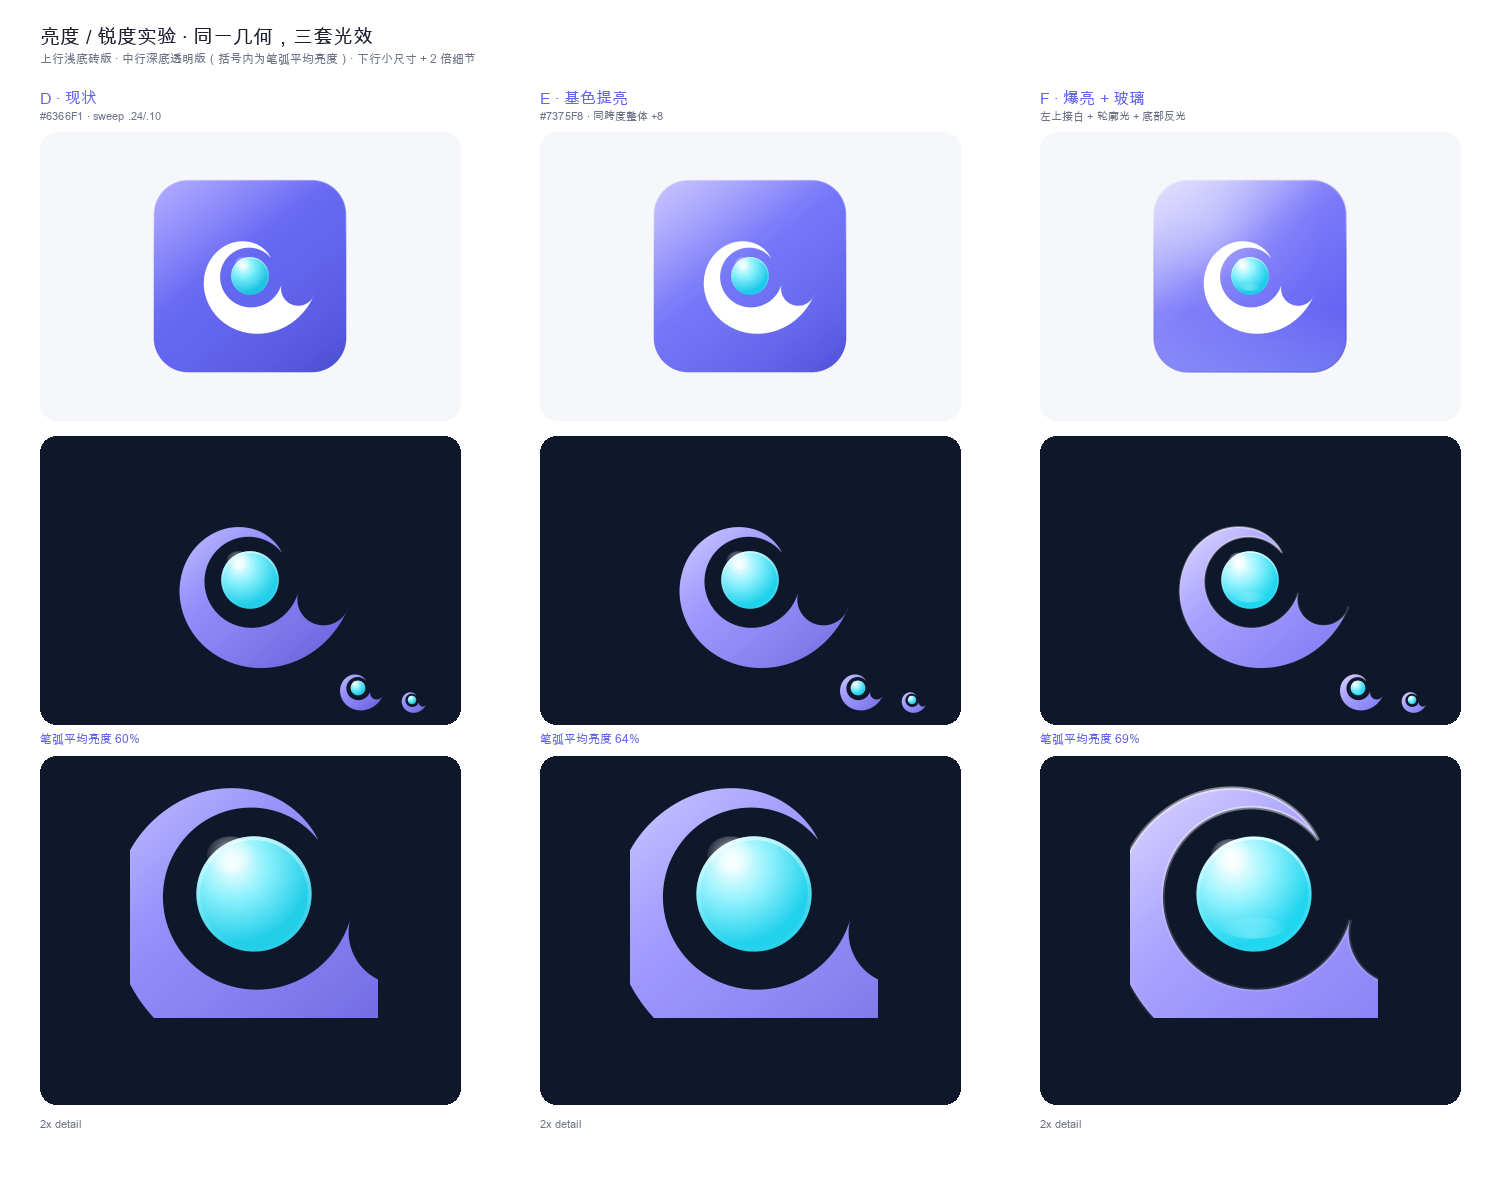 亮度 / 锐度实验 · 同一几何，三套光效
上行浅底砖版 · 中行深底透明版（括号内为笔弧平均亮度）· 下行小尺寸 + 2 倍细节
D · 现状
#6366F1 · sweep .24/.10
E · 基色提亮
#7375F8 · 同跨度整体 +8
F · 爆亮 + 玻璃
左上接白 + 轮廓光 + 底部反光
笔弧平均亮度 60%
笔弧平均亮度 64%
笔弧平均亮度 69%
2x detail
2x detail
2x detail